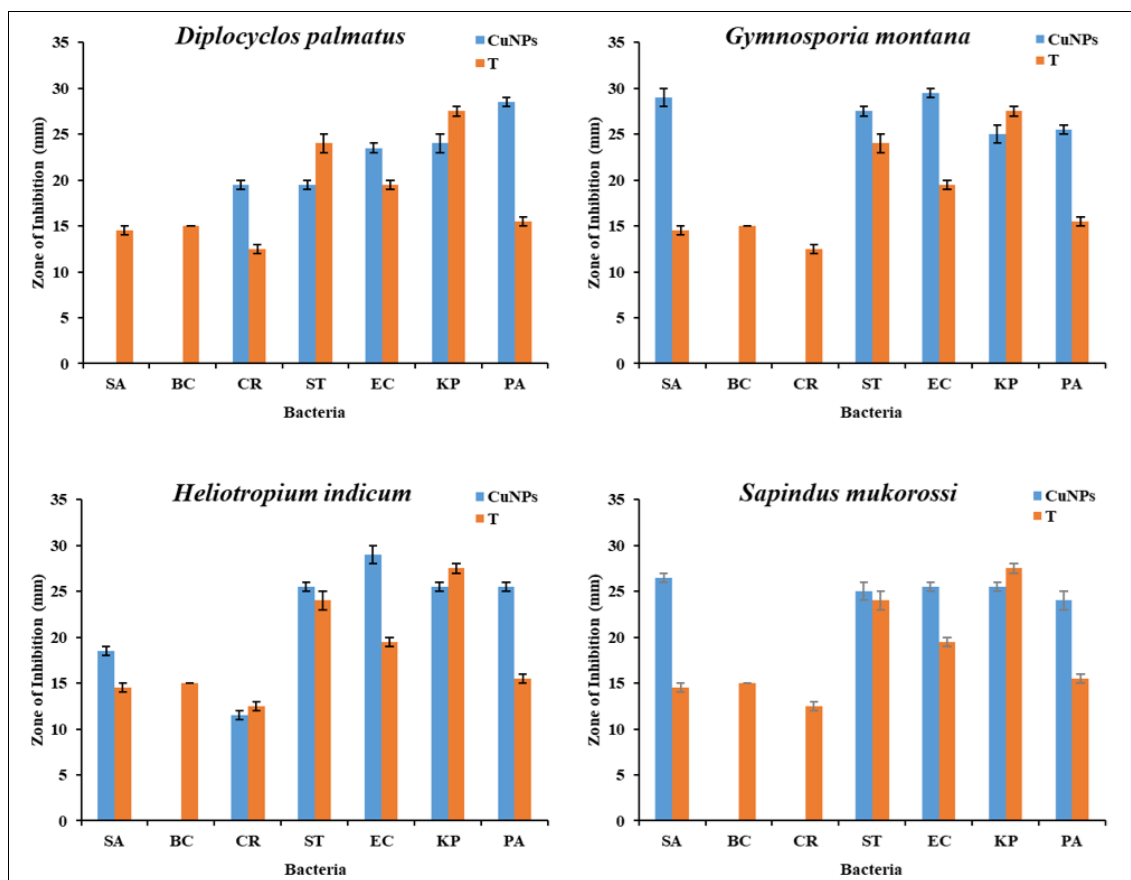 Diplocyclos palmatus
CuNPs
T
35
30
25
20
15
10
5
0
Zone of Inhibition (mm)
SA BC CR ST EC KP PA
Bacteria
Gymnosporia montana
CuNPs
T
35
30
25
20
15
10
5
0
Zone of Inhibition (mm)
SA BC CR ST EC KP PA
Bacteria
Heliotropium indicum
CuNPs
T
35
30
25
20
15
10
5
0
Zone of Inhibition (mm)
SA BC CR ST EC KP PA
Bacteria
Sapindus mukorossi
CuNPs
T
35
30
25
20
15
10
5
0
Zone of Inhibition (mm)
SA BC CR ST EC KP PA
Bacteria